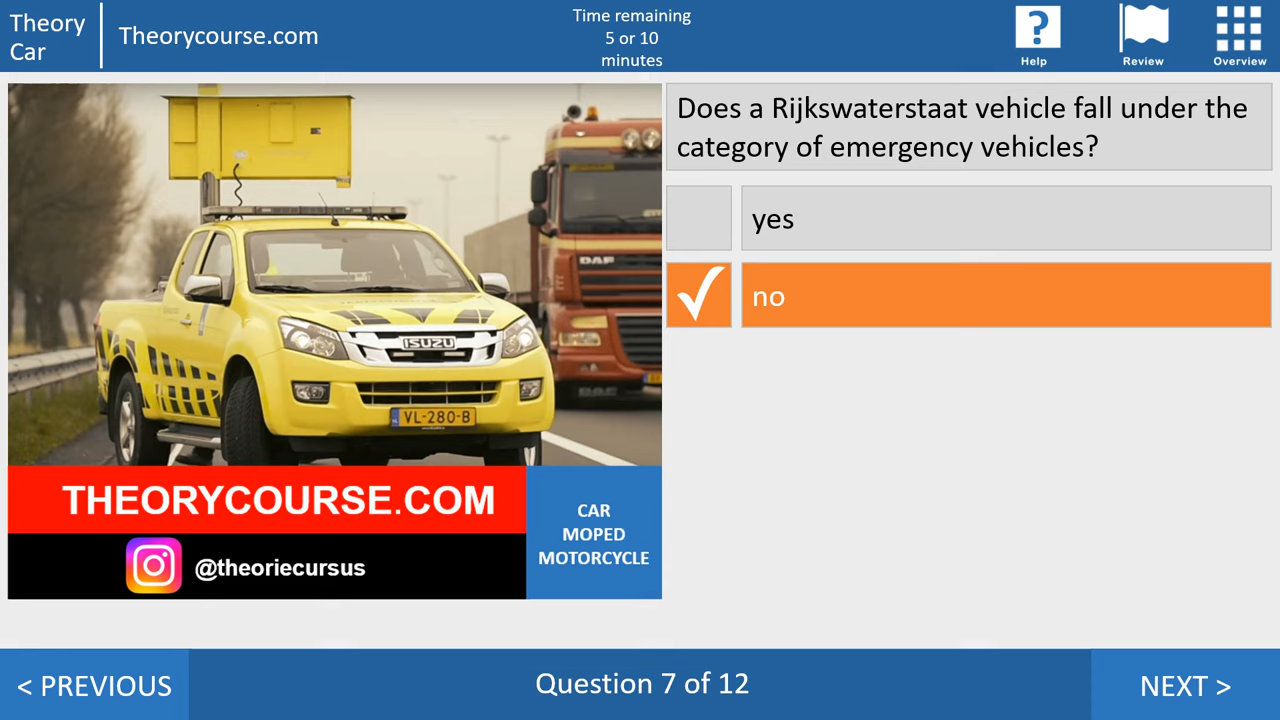 Theory
Car
Theorycourse.com
Time remaining
5 or 10
minutes
?
Help
Review
Overview
Does a Rijkswaterstaat vehicle fall under the
category of emergency vehicles?
yes
no
DAF
ISUZU
VL-280-B
DAF
THEORYCOURSE.COM
@theoriecursus
CAR
MOPED
MOTORCYCLE
< PREVIOUS
Question 7 of 12
NEXT >